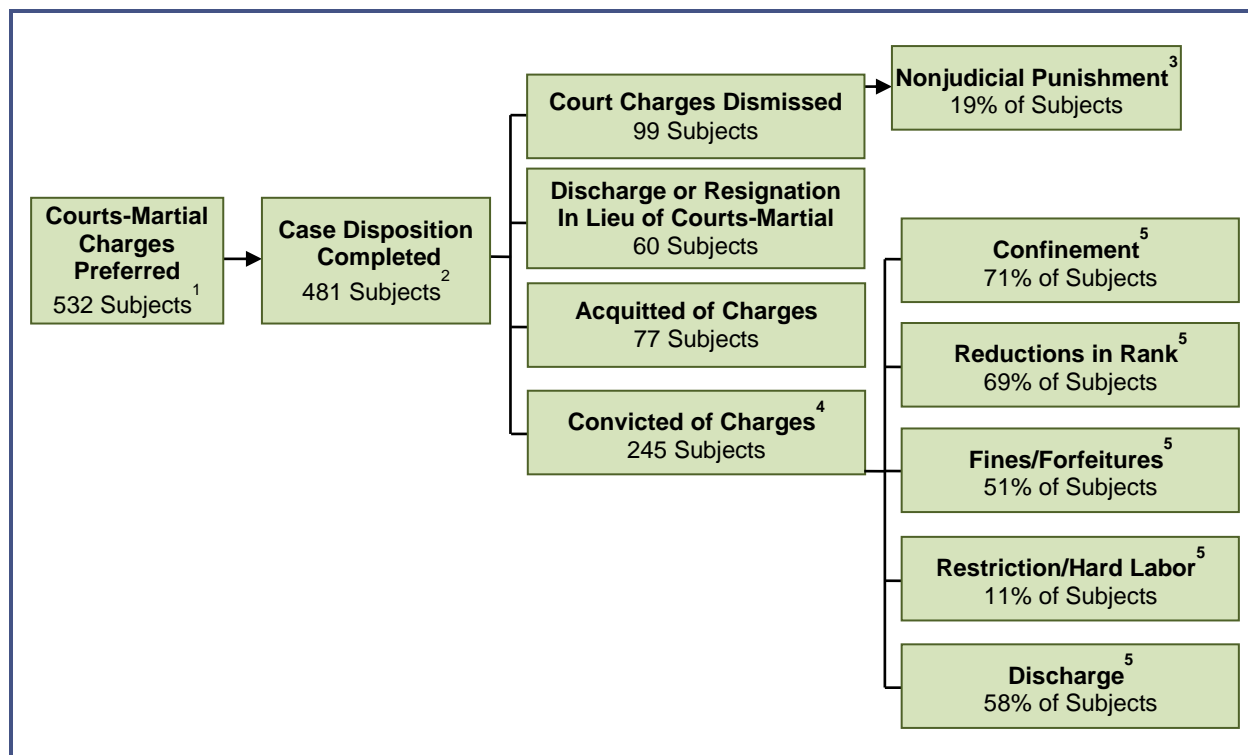 Courts-Martial
Charges
Preferred
532 Subjects1
Case Disposition
Completed
481 Subjects2
Court Charges Dismissed
99 Subjects
Nonjudicial Punishment3
19% of Subjects
Discharge or Resignation
In Lieu of Courts-Martial
60 Subjects
Acquitted of Charges
77 Subjects
Convicted of Charges4
245 Subjects
Confinement5
71% of Subjects
Reductions in Rank5
69% of Subjects
Fines/Forfeitures5
51% of Subjects
Restriction/Hard Labor5
11% of Subjects
Discharge5
58% of Subjects